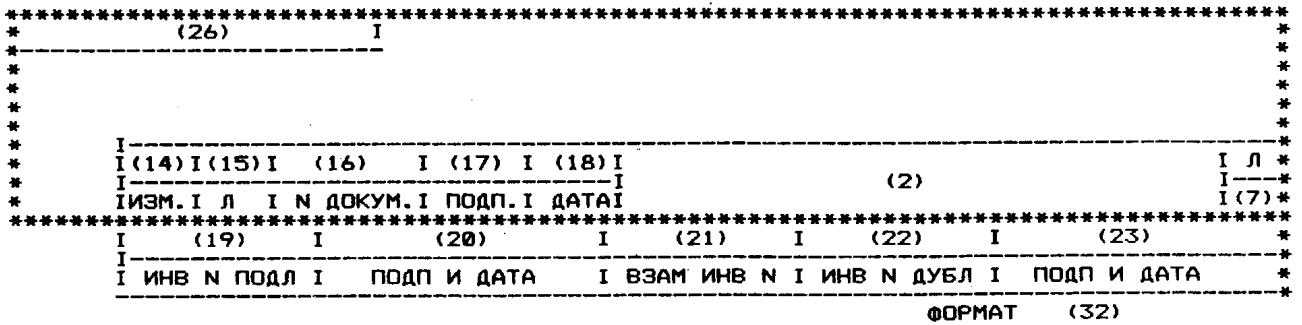 (26) I
I(14)I(15)I (16) I (17) I (18)I I Л
(2)
IИЗМ.I Л I N ДОКУМ.I ПОДП.I ДАТАI I(7)
I (19) I (20) I (21) I (22) I (23)
I ИНВ N ПОДЛ I ПОДП И ДАТА I ВЗАМ ИНВ N I ИНВ N ДУБЛ I ПОДП И ДАТА
ФОРМАТ (32)